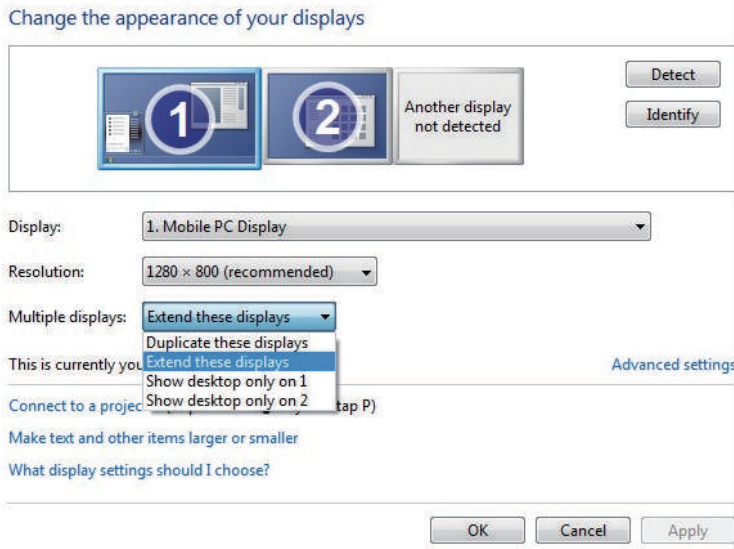 Change the appearance of your displays
1
2
Another display
not detected
Detect
Identify
Display:
1. Mobile PC Display
Resolution:
1280 × 800 (recommended)
Multiple displays:
Extend these displays
Duplicate these displays
Extend these displays
Show desktop only on 1
Show desktop only on 2
This is currently
Advanced settings
Connect to a
tap P)
Make text and other items larger or smaller
What display settings should I choose?
OK
Cancel
Apply